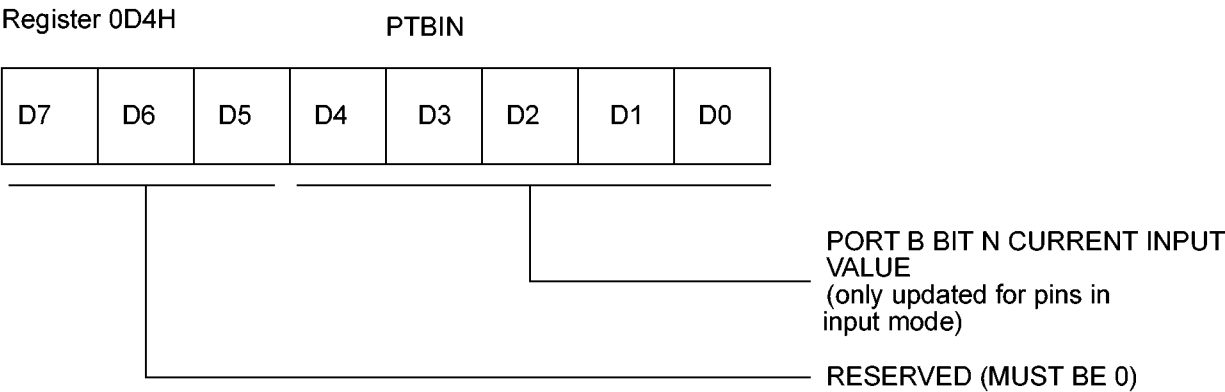 Register 0D4H
PTBIN
D7 D6 D5 D4 D3 D2 D1 D0
PORT B BIT N CURRENT INPUT
VALUE
(only updated for pins in
input mode)
RESERVED (MUST BE 0)